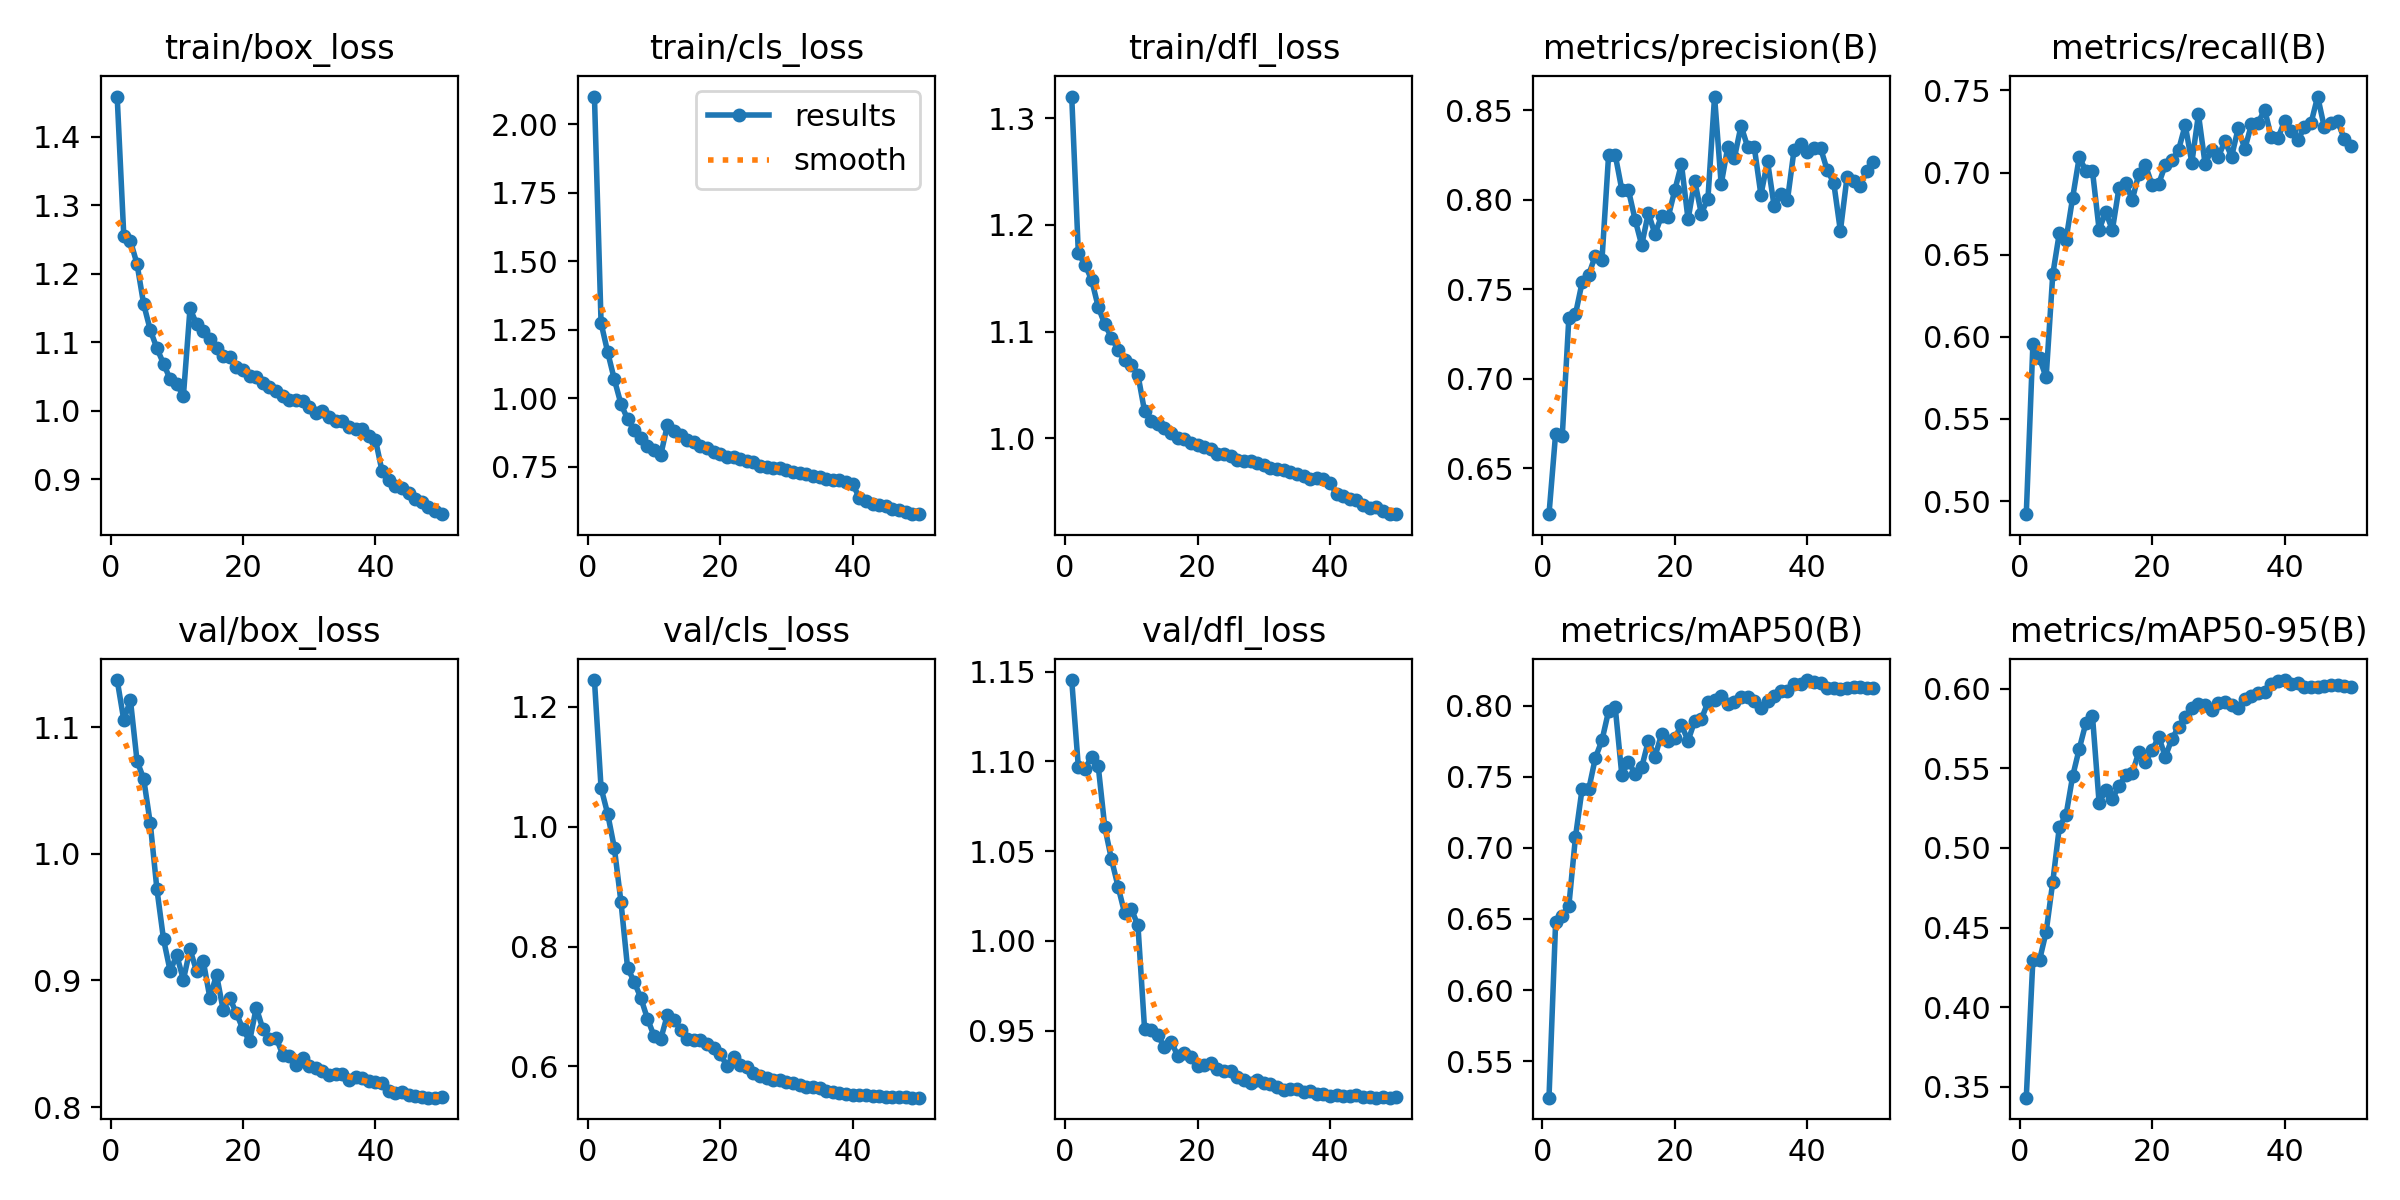 train/box_loss
1.4
1.3
1.2
1.1
1.0
0.9
0 20 40
train/cls_loss
results
smooth
2.00
1.75
1.50
1.25
1.00
0.75
0 20 40
train/dfl_loss
1.3
1.2
1.1
1.0
0 20 40
metrics/precision(B)
0.85
0.80
0.75
0.70
0.65
0 20 40
metrics/recall(B)
0.75
0.70
0.65
0.60
0.55
0.50
0 20 40
val/box_loss
1.1
1.0
0.9
0.8
0 20 40
val/cls_loss
1.2
1.0
0.8
0.6
0 20 40
val/dfl_loss
1.15
1.10
1.05
1.00
0.95
0 20 40
metrics/mAP50(B)
0.80
0.75
0.70
0.65
0.60
0.55
0 20 40
metrics/mAP50-95(B)
0.60
0.55
0.50
0.45
0.40
0.35
0 20 40